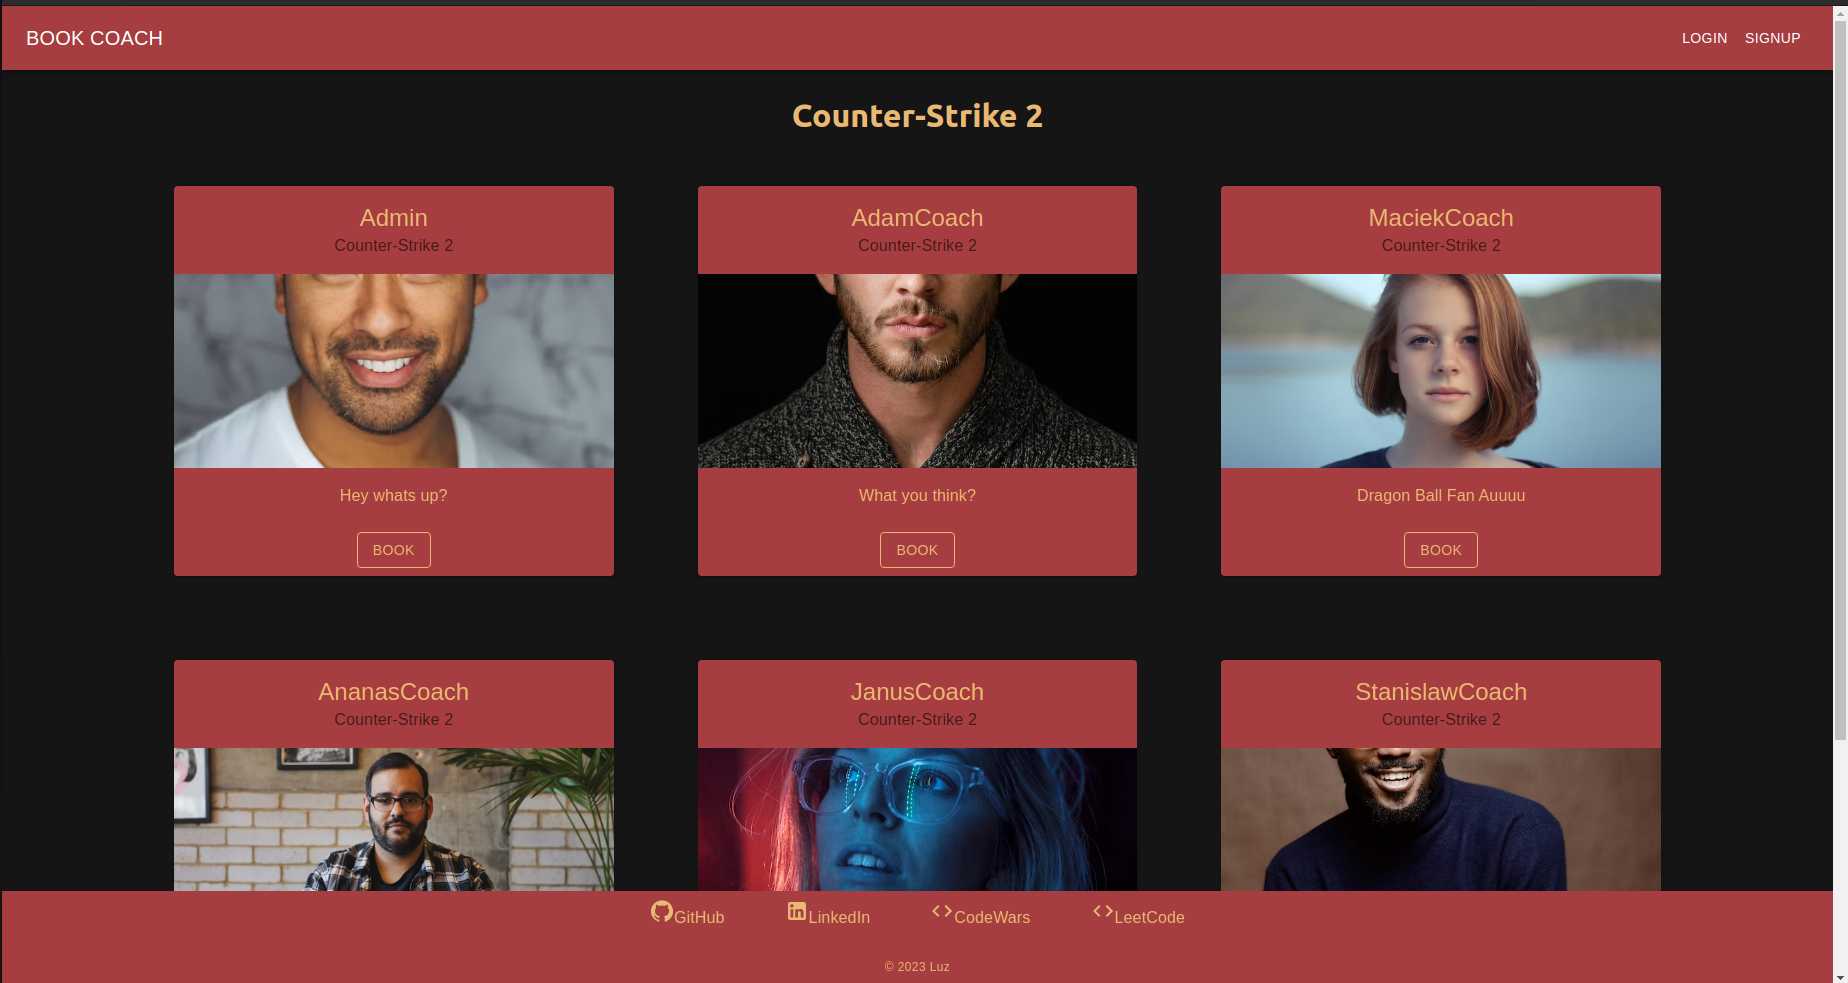 BOOK COACH
LOGIN SIGNUP
Counter-Strike 2
Admin
Counter-Strike 2
Hey whats up?
BOOK
AdamCoach
Counter-Strike 2
What you think?
BOOK
MaciekCoach
Counter-Strike 2
Dragon Ball Fan Auuuu
BOOK
AnanasCoach
Counter-Strike 2
JanusCoach
Counter-Strike 2
StanislawCoach
Counter-Strike 2
GitHub LinkedIn CodeWars LeetCode
© 2023 Luz